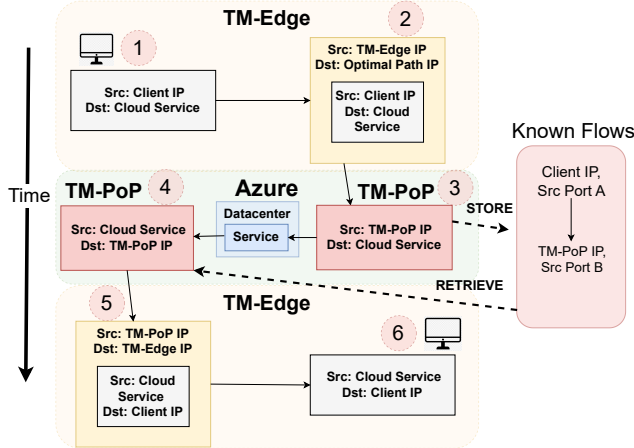 TM-Edge
1
2
Src: Client IP
Dst: Cloud Service
Src: TM-Edge IP
Dst: Optimal Path IP
Src: Client IP
Dst: Cloud
Service
Time
Known Flows
Client IP,
Src Port A
TM-PoP IP,
Src Port B
TM-PoP
4
Azure
TM-PoP
3
STORE
Src: Cloud Service
Dst: TM-PoP IP
Datacenter
Service
Src: TM-PoP IP
Dst: Cloud Service
RETRIEVE
5
TM-Edge
6
Src: TM-PoP IP
Dst: TM-Edge IP
Src: Cloud
Service
Dst: Client IP
Src: Cloud Service
Dst: Client IP